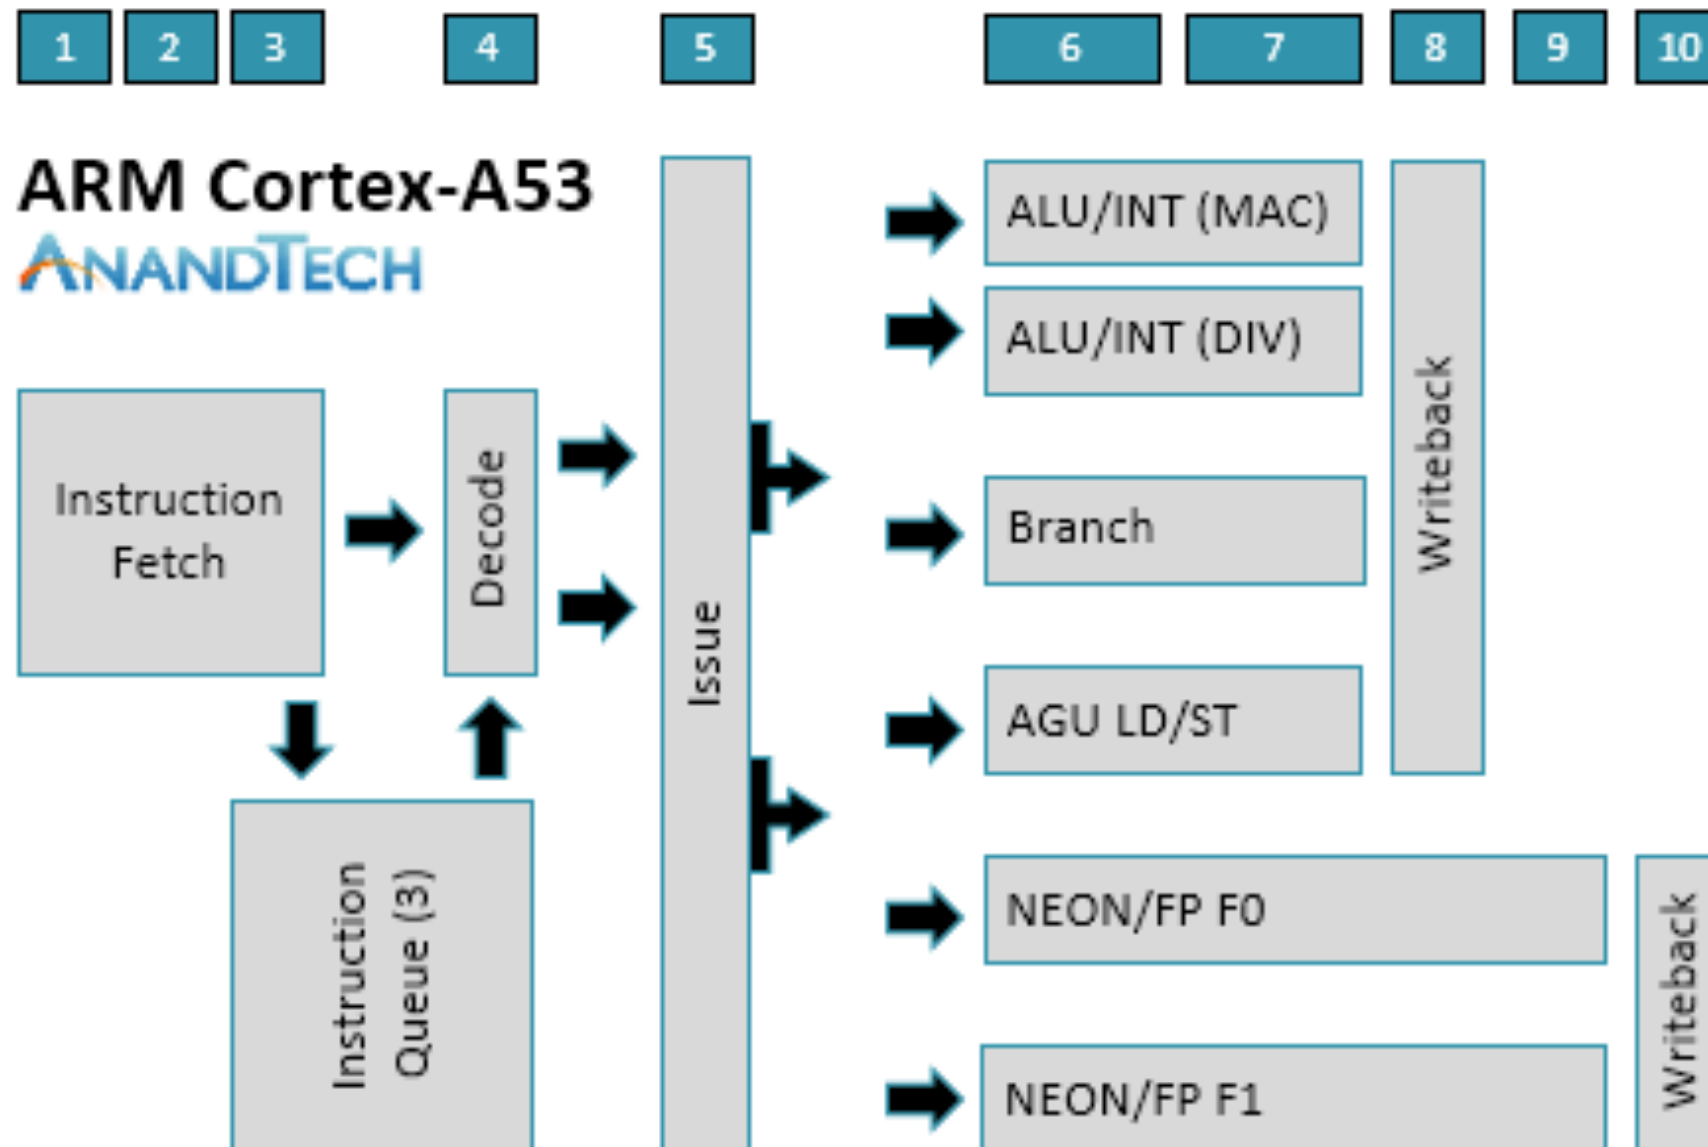 1 2 3 4 5 6 7 8 9 10
ARM Cortex-A53
ANANDTECH
Instruction
Fetch
Decode
Issue
Instruction
Queue (3)
ALU/INT (MAC)
ALU/INT (DIV)
Branch
AGU LD/ST
Writeback
NEON/FP F0
NEON/FP F1
Writeback